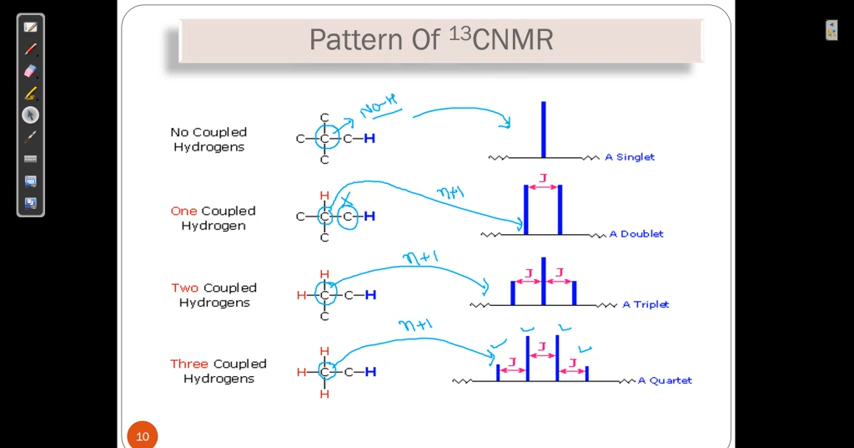 Pattern Of ¹³CNMR
No Coupled
Hydrogens
C
C—C—C—H
C
No-H
A Singlet
One Coupled
Hydrogen
H
C—C—C—H
C
X
n+1
J
A Doublet
Two Coupled
Hydrogens
H
H—C—C—H
C
n+1
J J
A Triplet
Three Coupled
Hydrogens
H
H—C—C—H
H
n+1
J J J
A Quartet
10